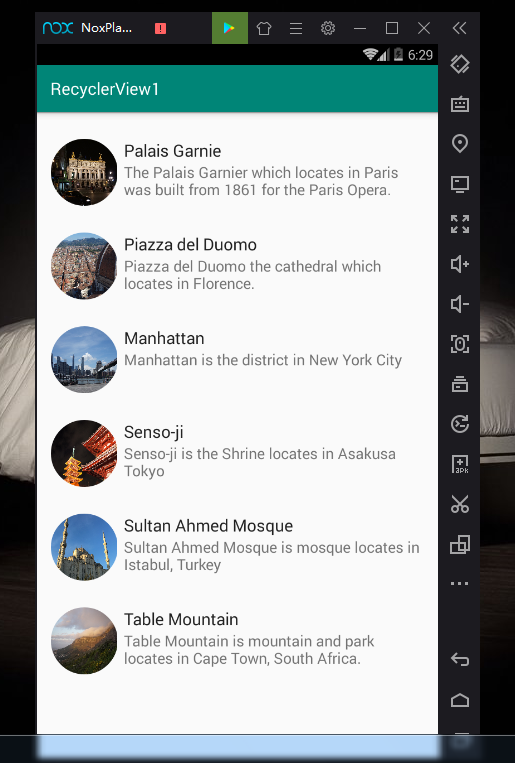 nox NoxPla...
6:29
RecyclerView1
Palais Garnie
The Palais Garnier which locates in Paris
was built from 1861 for the Paris Opera.
Piazza del Duomo
Piazza del Duomo the cathedral which
locates in Florence.
Manhattan
Manhattan is the district in New York City
Senso-ji
Senso-ji is the Shrine locates in Asakusa
Tokyo
Sultan Ahmed Mosque
Sultan Ahmed Mosque is mosque locates in
Istabul, Turkey
Table Mountain
Table Mountain is mountain and park
locates in Cape Town, South Africa.